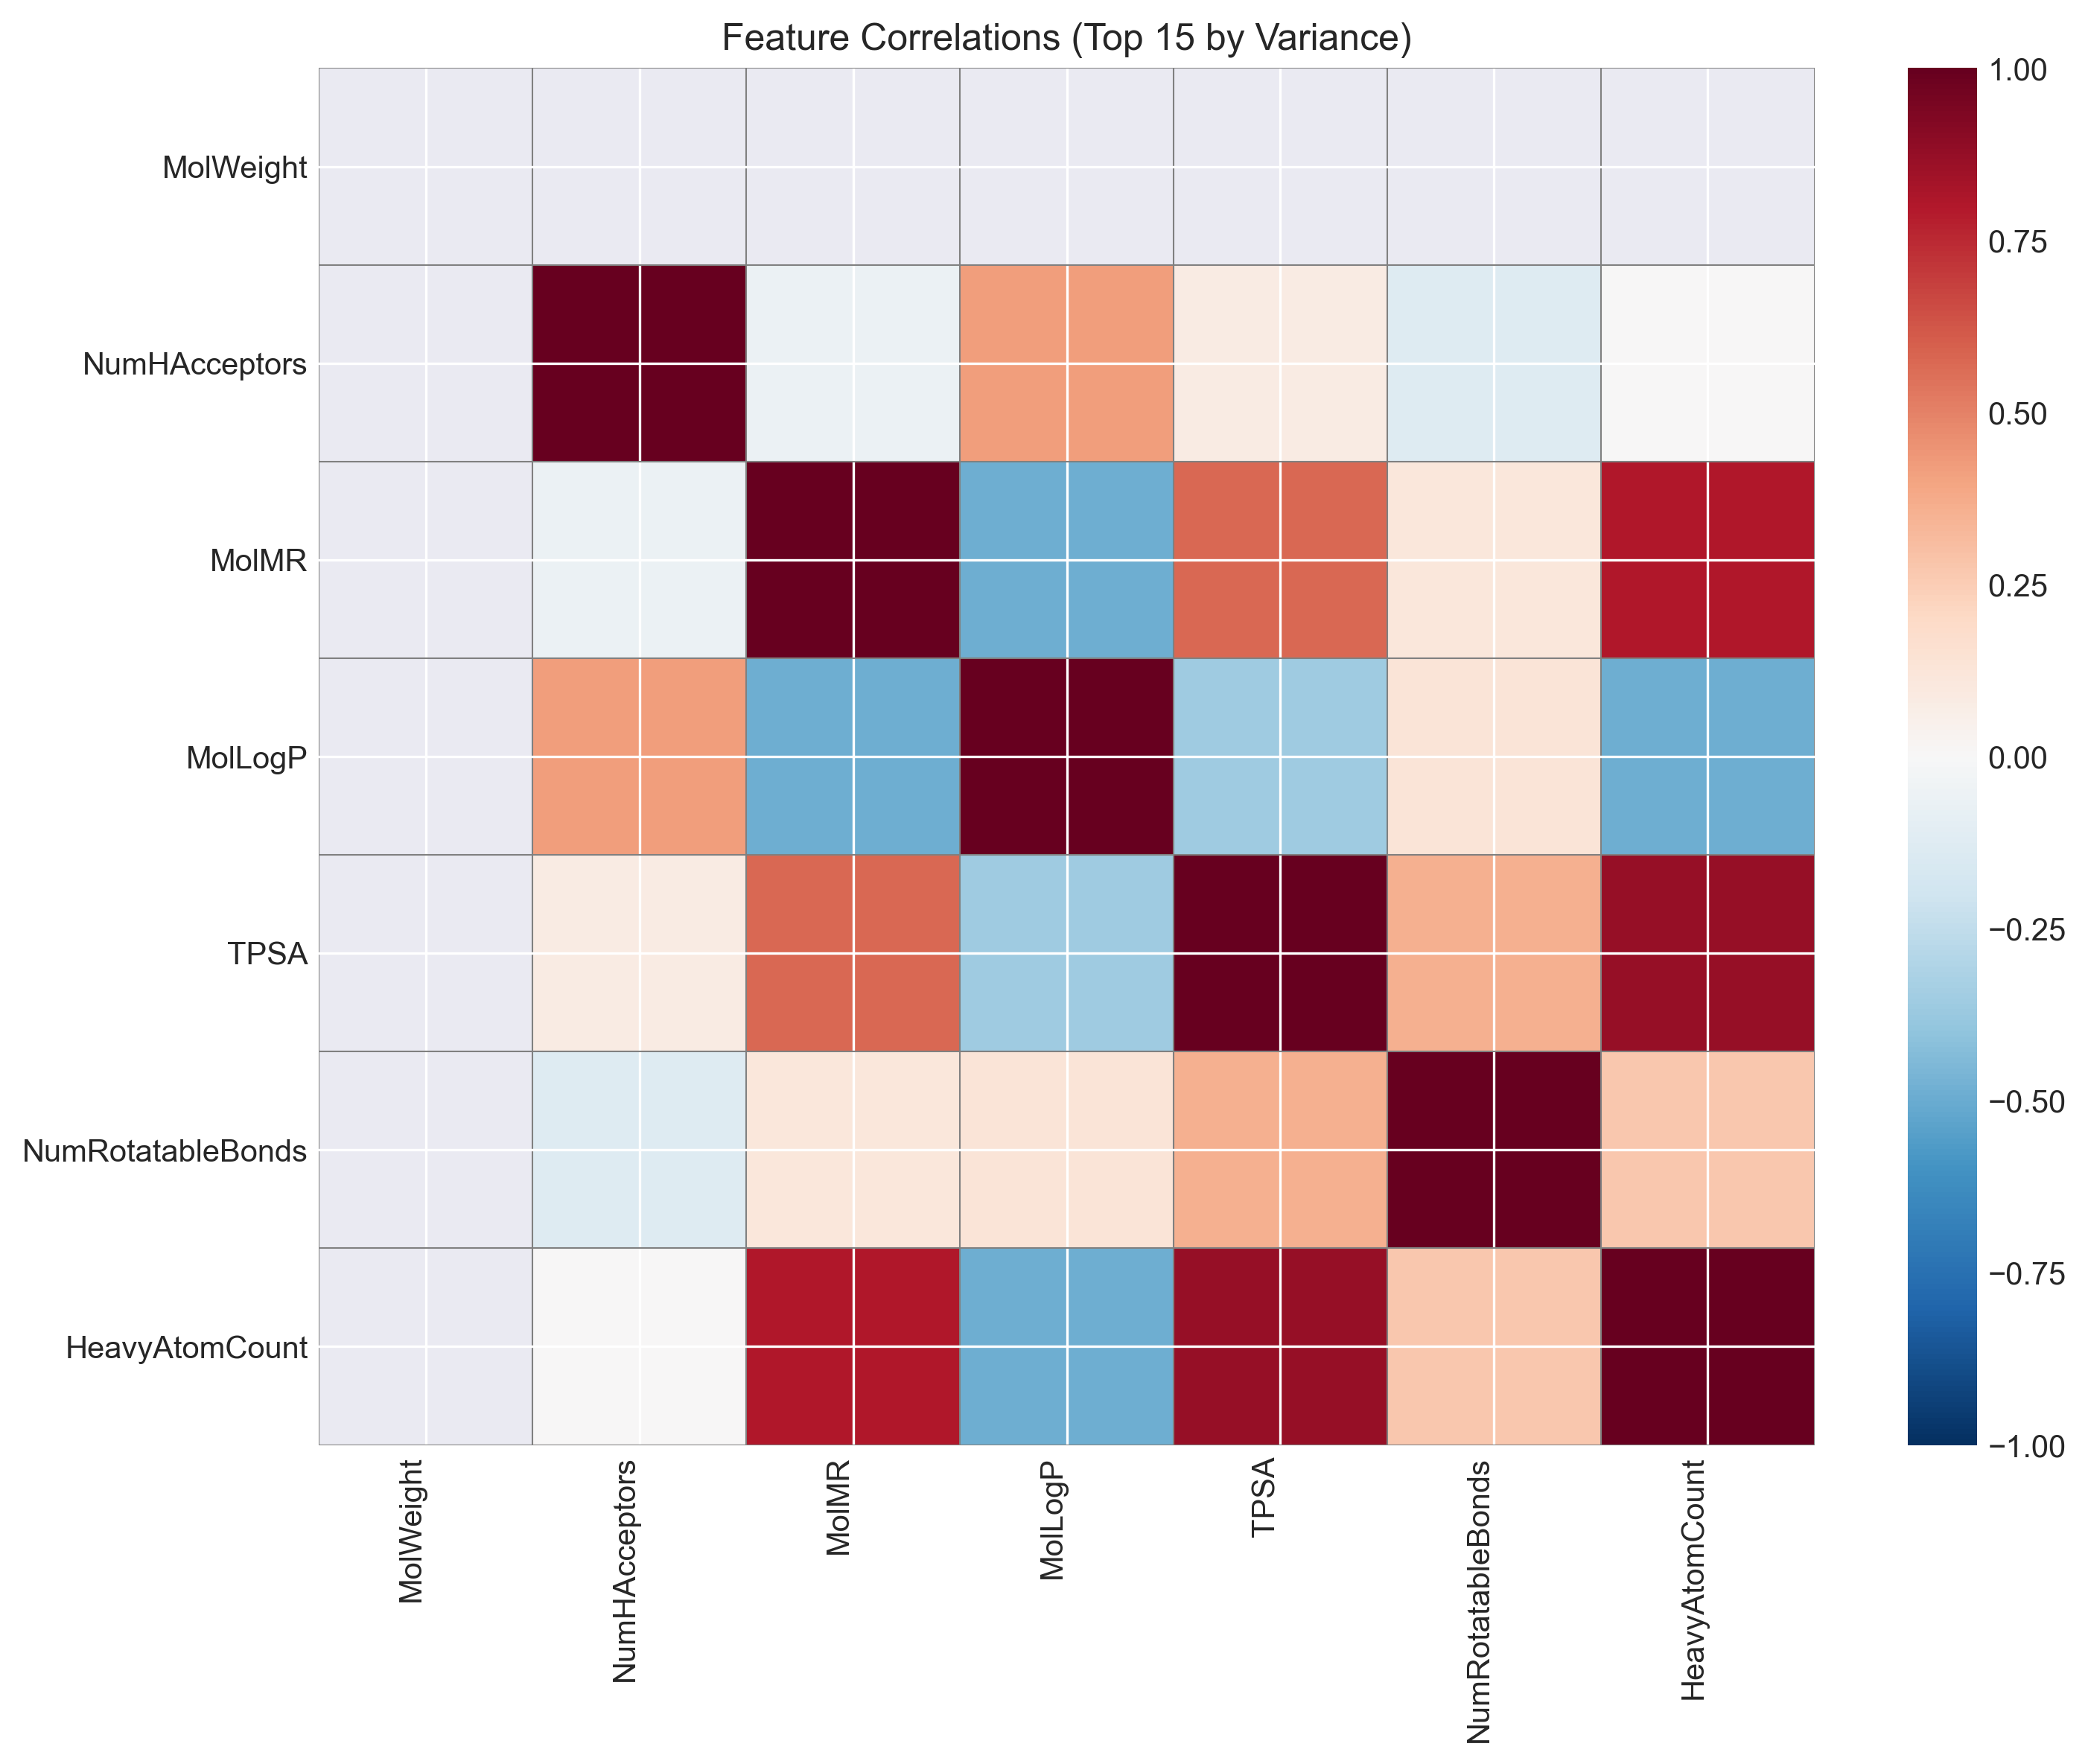 Feature Correlations (Top 15 by Variance)
MolWeight
NumHAcceptors
MolMR
MolLogP
TPSA
NumRotatableBonds
HeavyAtomCount
MolWeight
NumHAcceptors
MolMR
MolLogP
TPSA
NumRotatableBonds
HeavyAtomCount
1.00
0.75
0.50
0.25
0.00
−0.25
−0.50
−0.75
−1.00